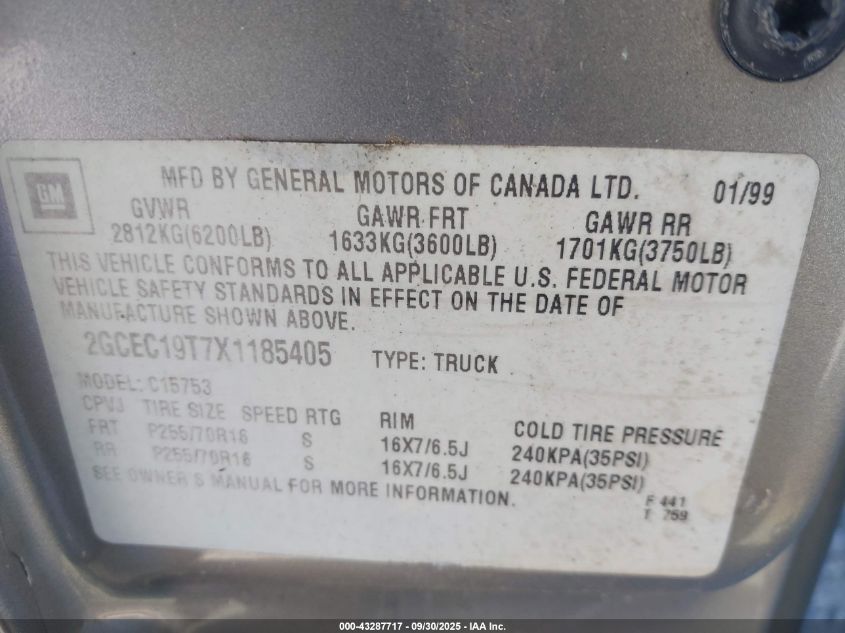 GM
MFD BY GENERAL MOTORS OF CANADA LTD. 01/99
GVWR GAWR FRT GAWR RR
2812KG(6200LB) 1633KG(3600LB) 1701KG(3750LB)
THIS VEHICLE CONFORMS TO ALL APPLICABLE U.S. FEDERAL MOTOR
VEHICLE SAFETY STANDARDS IN EFFECT ON THE DATE OF
MANUFACTURE SHOWN ABOVE.
2GCEC19T7X1185405 TYPE: TRUCK
MODEL: C15753
CPVJ TIRE SIZE SPEED RTG RIM COLD TIRE PRESSURE
FRT P255/70R16 S 16X7/6.5J 240KPA(35PSI)
RR P255/70R16 S 16X7/6.5J 240KPA(35PSI)
SEE OWNER'S MANUAL FOR MORE INFORMATION.
F 441
T 259
000-43287717 - 09/30/2025 - IAA Inc.